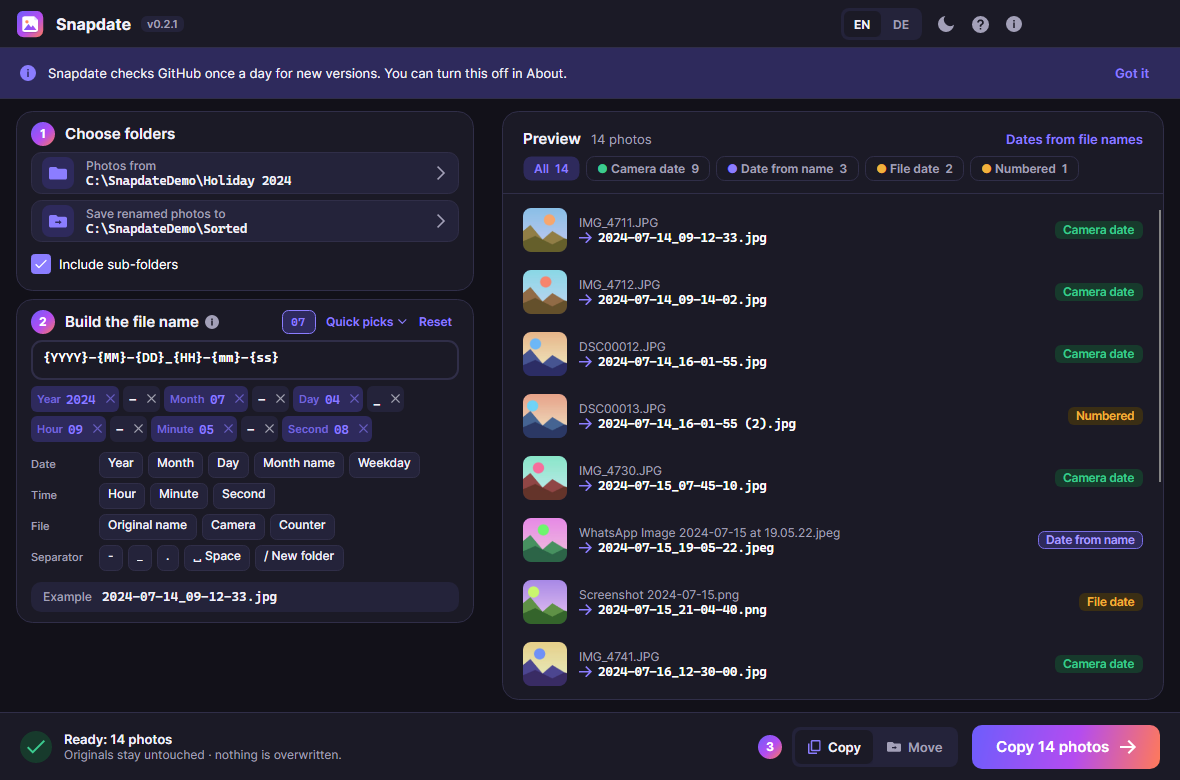 Snapdate v0.2.1
EN DE
Snapdate checks GitHub once a day for new versions. You can turn this off in About.
Got it
1 Choose folders
Photos from
C:\SnapdateDemo\Holiday 2024
Save renamed photos to
C:\SnapdateDemo\Sorted
Include sub-folders
2 Build the file name 07 Quick picks Reset
{YYYY}-{MM}-{DD}_{HH}-{mm}-{ss}
Year 2024 × - × Month 07 × - × Day 04 × _ ×
Hour 09 × - × Minute 05 × - × Second 08 ×
Date Year Month Day Month name Weekday
Time Hour Minute Second
File Original name Camera Counter
Separator - _ . ␣ Space / New folder
Example 2024-07-14_09-12-33.jpg
Preview 14 photos Dates from file names
All 14 Camera date 9 Date from name 3 File date 2 Numbered 1
IMG_4711.JPG
→ 2024-07-14_09-12-33.jpg
Camera date
IMG_4712.JPG
→ 2024-07-14_09-14-02.jpg
Camera date
DSC00012.JPG
→ 2024-07-14_16-01-55.jpg
Camera date
DSC00013.JPG
→ 2024-07-14_16-01-55 (2).jpg
Numbered
IMG_4730.JPG
→ 2024-07-15_07-45-10.jpg
Camera date
WhatsApp Image 2024-07-15 at 19.05.22.jpeg
→ 2024-07-15_19-05-22.jpeg
Date from name
Screenshot 2024-07-15.png
→ 2024-07-15_21-04-40.png
File date
IMG_4741.JPG
→ 2024-07-16_12-30-00.jpg
Camera date
Ready: 14 photos
Originals stay untouched · nothing is overwritten.
3 Copy Move
Copy 14 photos →